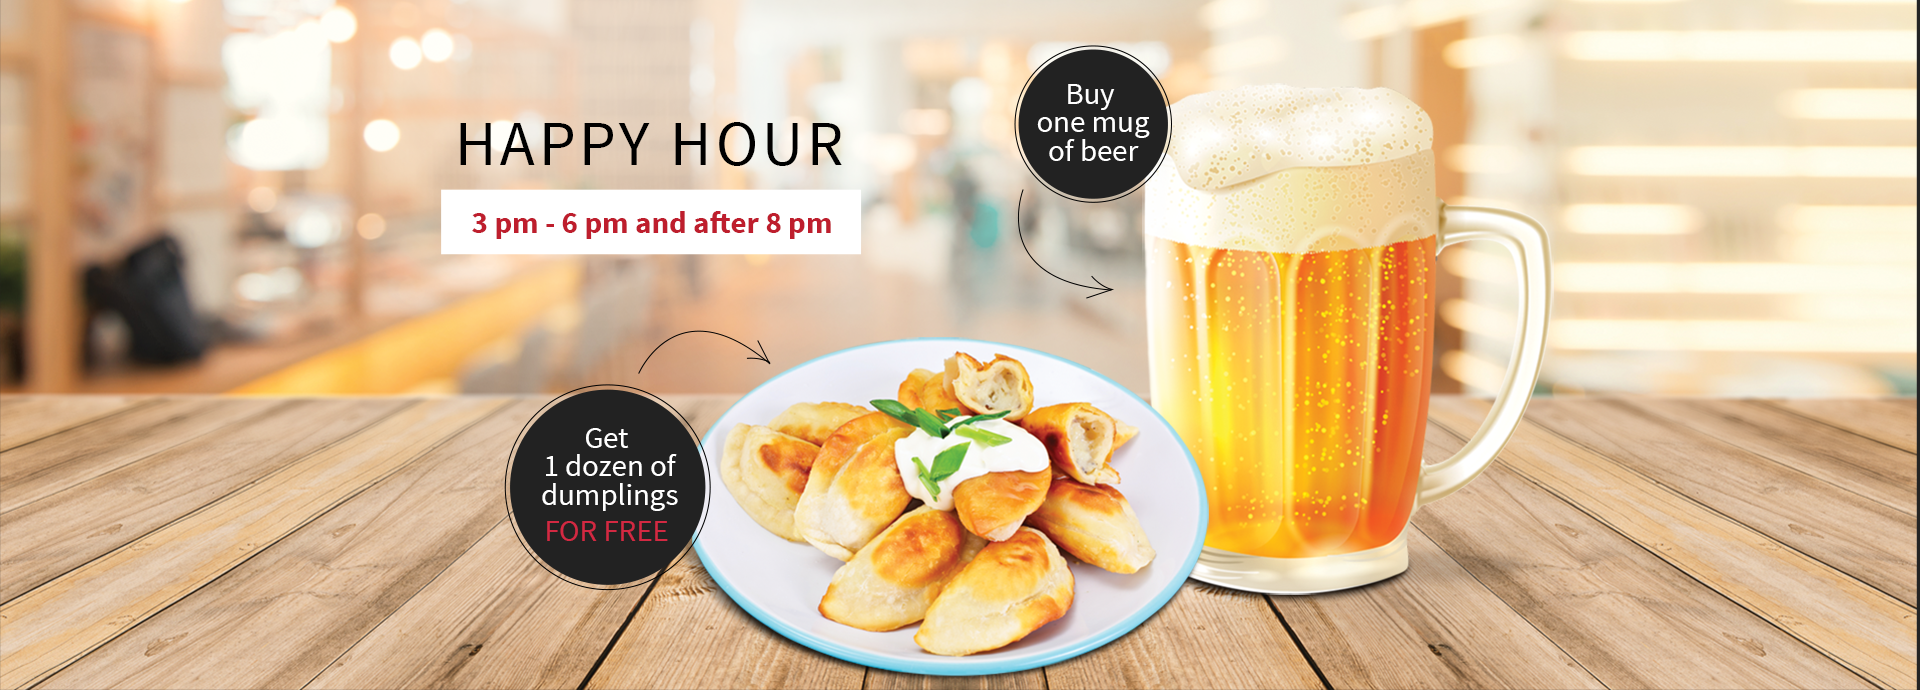 HAPPY HOUR
3 pm - 6 pm and after 8 pm
Buy
one mug
of beer
Get
1 dozen of
dumplings
FOR FREE